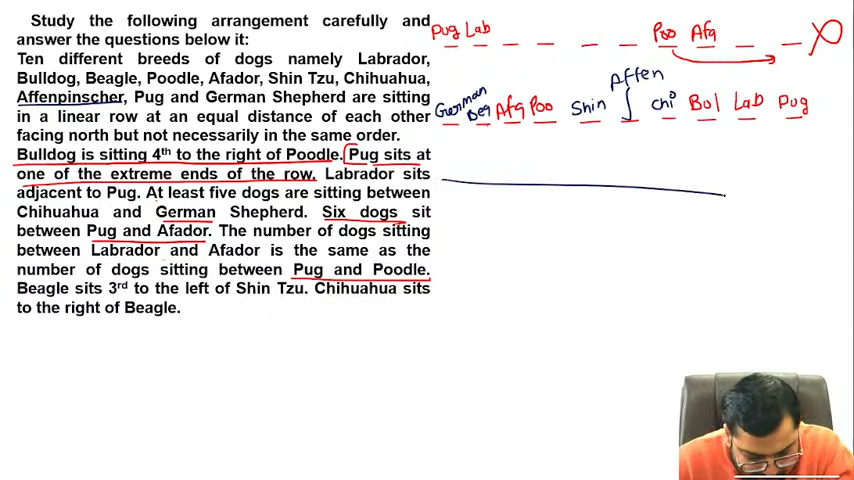 Study the following arrangement carefully and
answer the questions below it:
Ten different breeds of dogs namely Labrador,
Bulldog, Beagle, Poodle, Afador, Shin Tzu, Chihuahua,
Affenpinscher, Pug and German Shepherd are sitting
in a linear row at an equal distance of each other
facing north but not necessarily in the same order.
Bulldog is sitting 4th to the right of Poodle. Pug sits at
one of the extreme ends of the row. Labrador sits
adjacent to Pug. At least five dogs are sitting between
Chihuahua and German Shepherd. Six dogs sit
between Pug and Afador. The number of dogs sitting
between Labrador and Afador is the same as the
number of dogs sitting between Pug and Poodle.
Beagle sits 3rd to the left of Shin Tzu. Chihuahua sits
to the right of Beagle.
Pug Lab Poo Afg
Affen
German Beg Afg Poo Shin Chi Bul Lab Pug